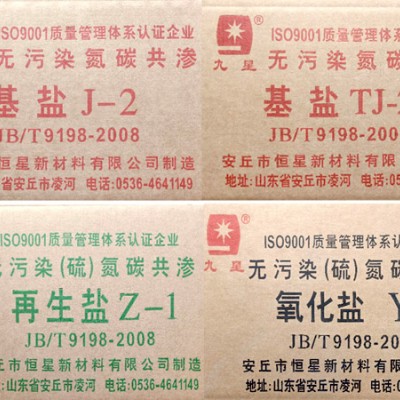 ISO9001质量管理体系认证企业
无污染氮碳共渗
基盐 J-2
JB/T9198-2008
安丘市恒星新材料有限公司制造
省安丘市凌河 电话:0536-4641149
九星
ISO9001质量管理体系认
无污染氮碳
基盐 TJ-
JB/T9198-200
安丘市恒星新材料有限公
地址:山东省安丘市凌河 电话:
ISO9001质量管理体系认证企业
污染(硫)氮碳共渗
再生盐 Z-1
JB/T9198-2008
丘市恒星新材料有限公司制造
山东省安丘市凌河 电话:0536-4641149
九星
ISO9001质量管理体系认
无污染(硫)氮
氧化盐 Y
JB/T9198-20
安丘市恒星新材料有限
地址:山东省安丘市凌河 电话:0